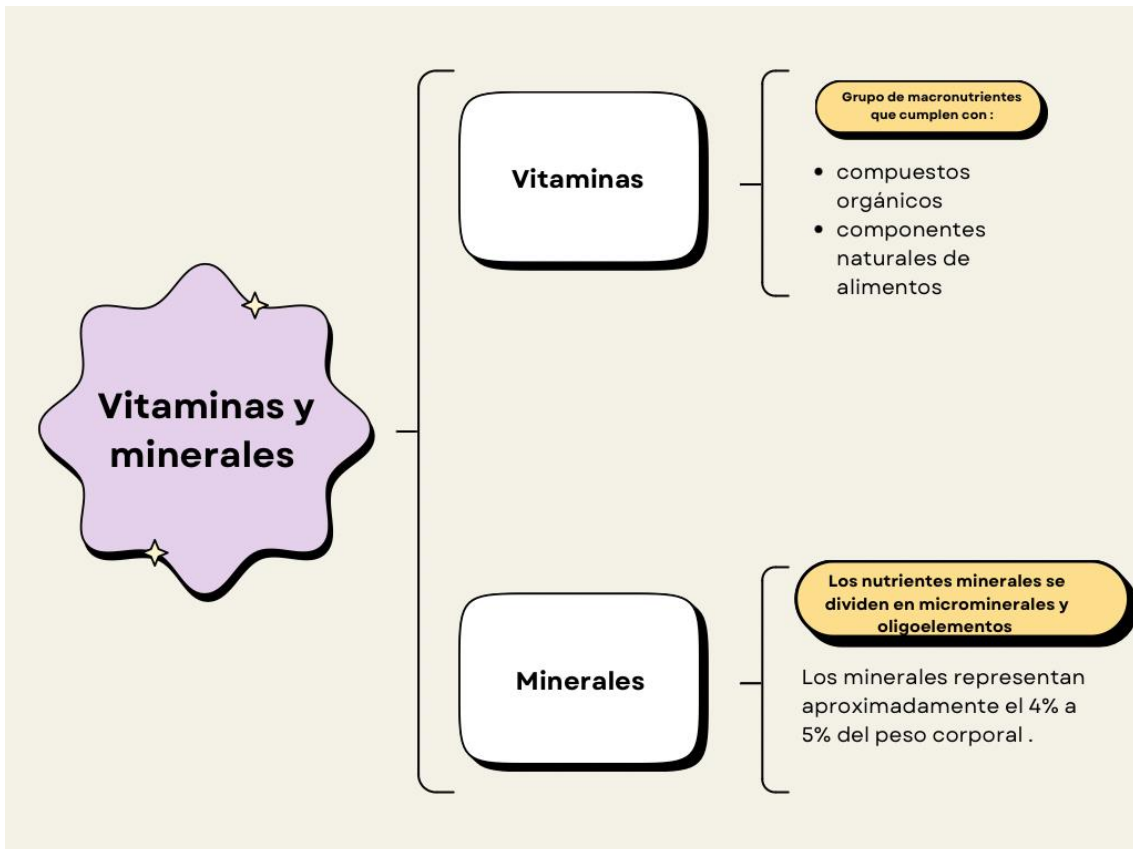 Vitaminas y
minerales
Vitaminas
Grupo de macronutrientes
que cumplen con :
• compuestos
orgánicos
• componentes
naturales de
alimentos
Minerales
Los nutrientes minerales se
dividen en microminerales y
oligoelementos
Los minerales representan
aproximadamente el 4% a
5% del peso corporal .